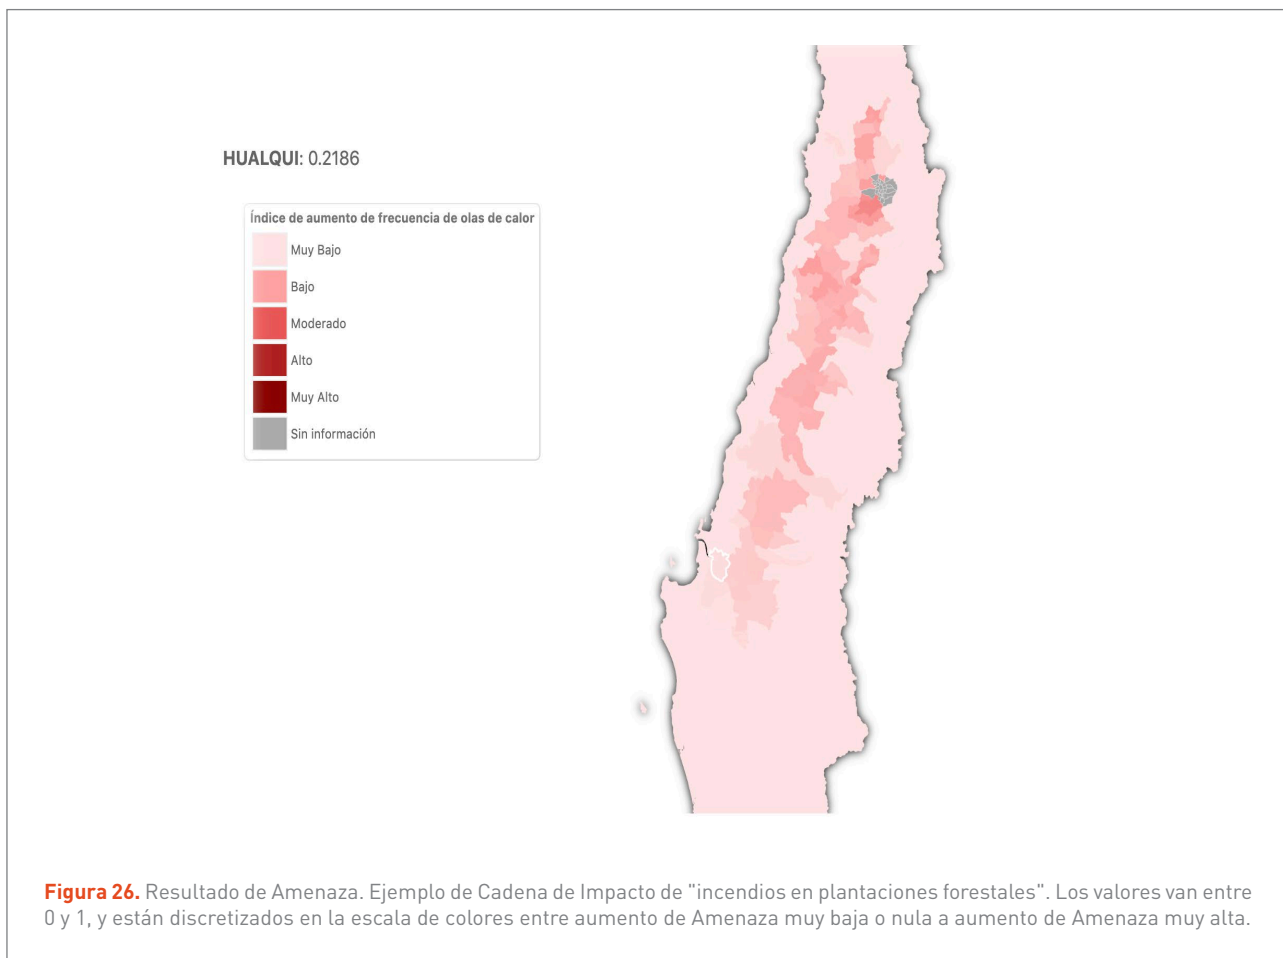 HUALQUI: 0.2186
Índice de aumento de frecuencia de olas de calor
Muy Bajo
Bajo
Moderado
Alto
Muy Alto
Sin información
Figura 26. Resultado de Amenaza. Ejemplo de Cadena de Impacto de "incendios en plantaciones forestales". Los valores van entre
0 y 1, y están discretizados en la escala de colores entre aumento de Amenaza muy baja o nula a aumento de Amenaza muy alta.